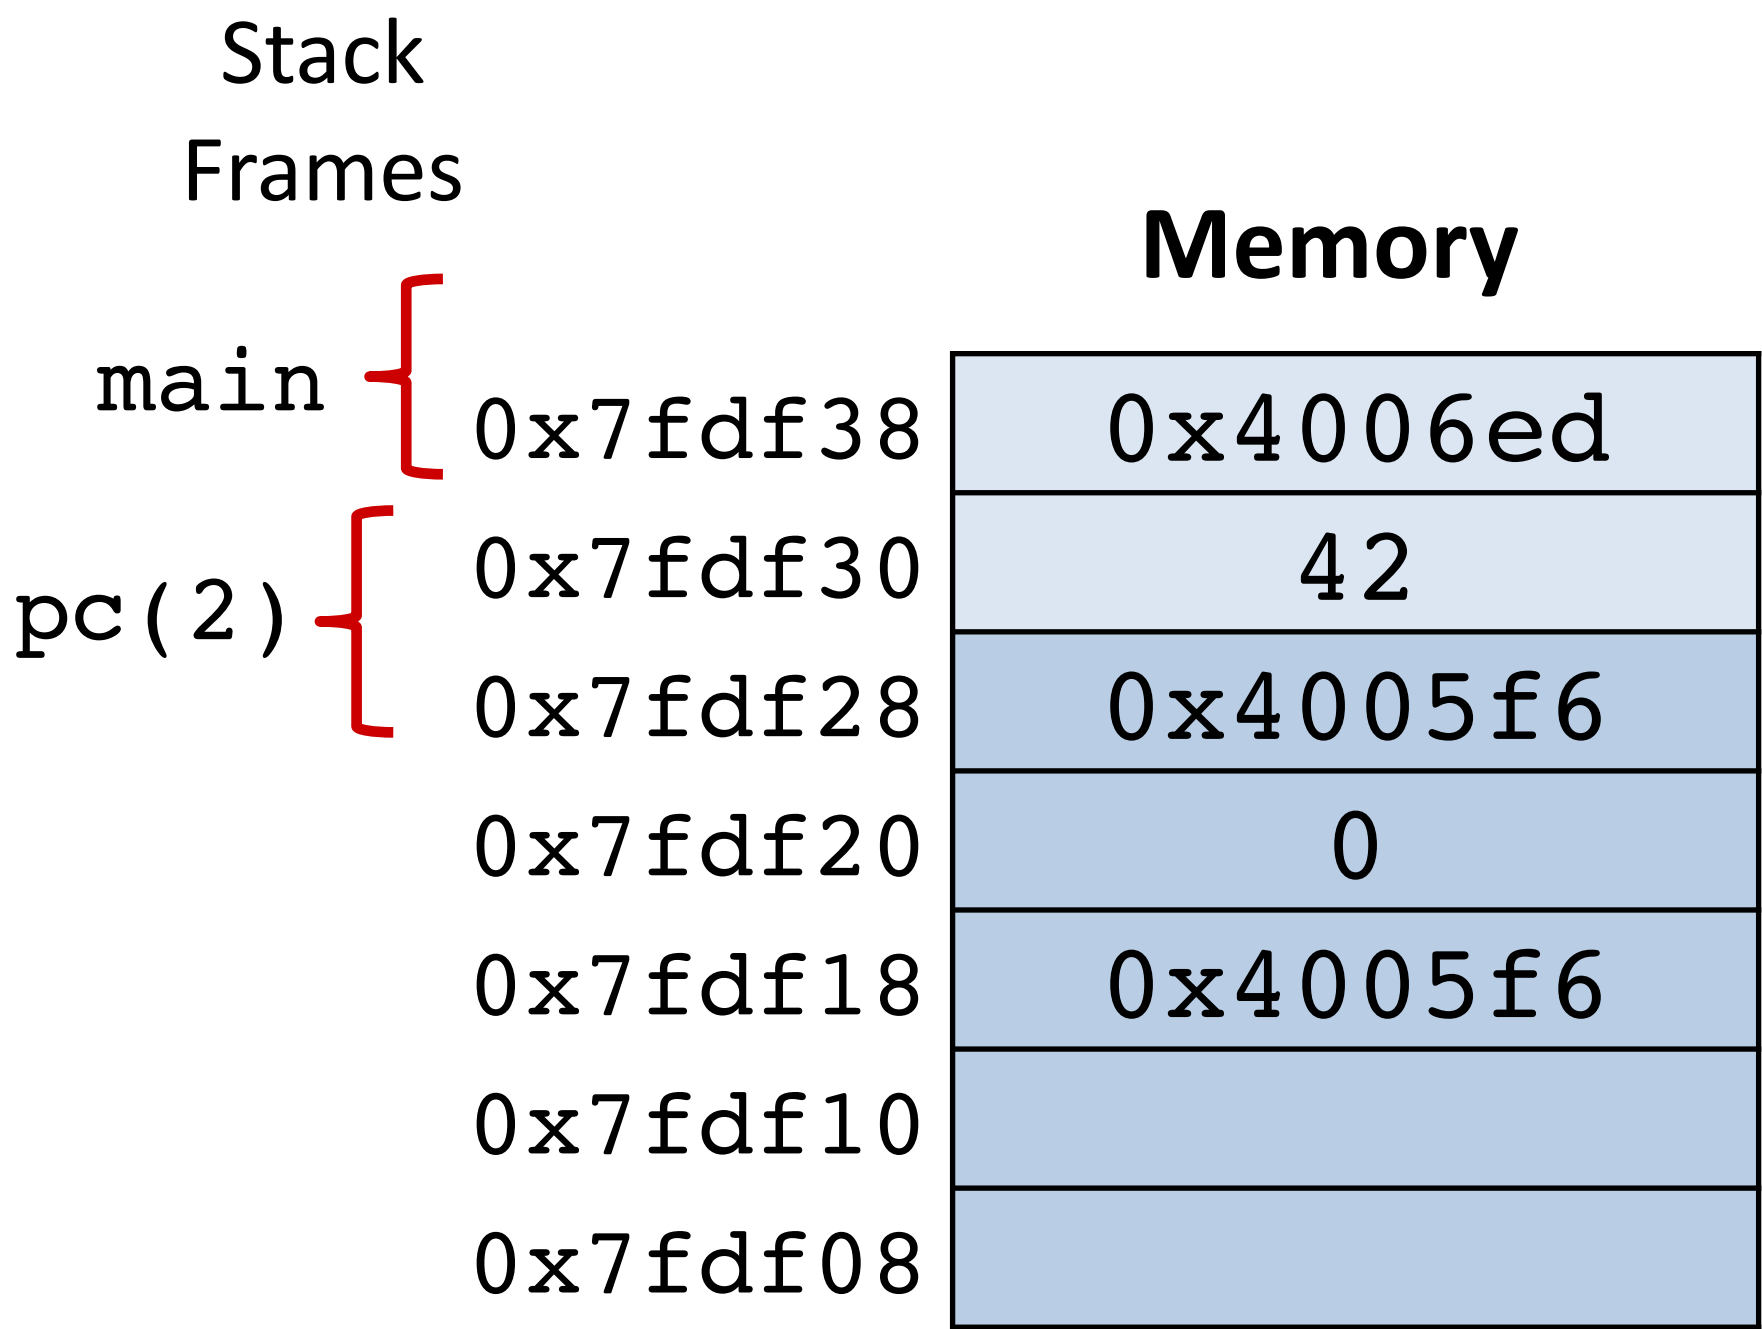 Stack
Frames
Memory
main
0x7fdf38 0x4006ed
0x7fdf30 42
pc(2)
0x7fdf28 0x4005f6
0x7fdf20 0
0x7fdf18 0x4005f6
0x7fdf10
0x7fdf08